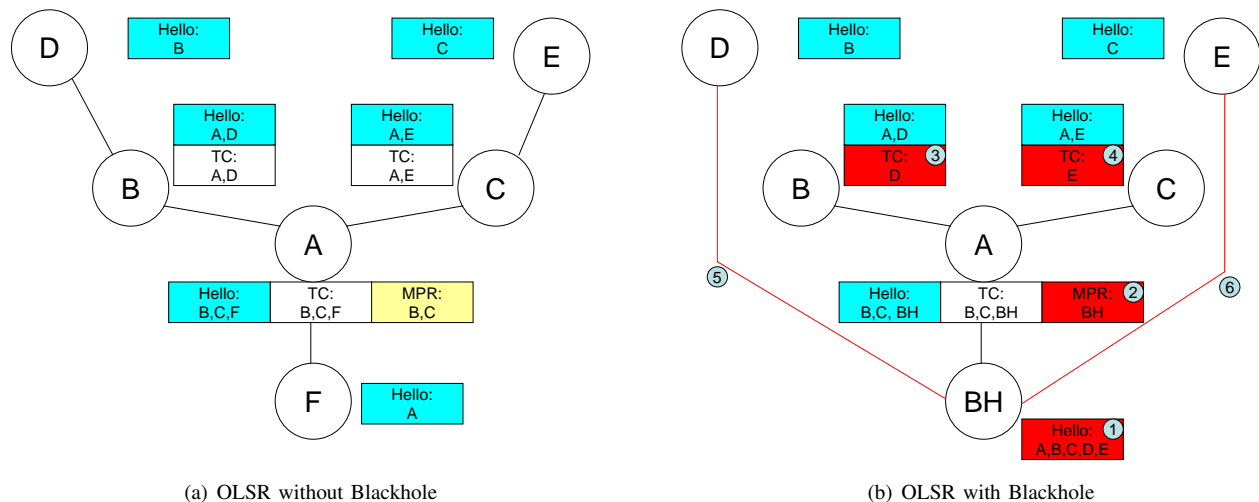 D
Hello:
B
Hello:
C
E
Hello:
A,D
TC:
A,D
Hello:
A,E
TC:
A,E
B
C
A
Hello:
B,C,F
TC:
B,C,F
MPR:
B,C
F
Hello:
A
(a) OLSR without Blackhole
D
Hello:
B
Hello:
C
E
Hello:
A,D
TC:
D
3
Hello:
A,E
TC:
E
4
B
C
A
5
6
Hello:
B,C, BH
TC:
B,C,BH
MPR:
BH
2
BH
Hello:
A,B,C,D,E
1
(b) OLSR with Blackhole